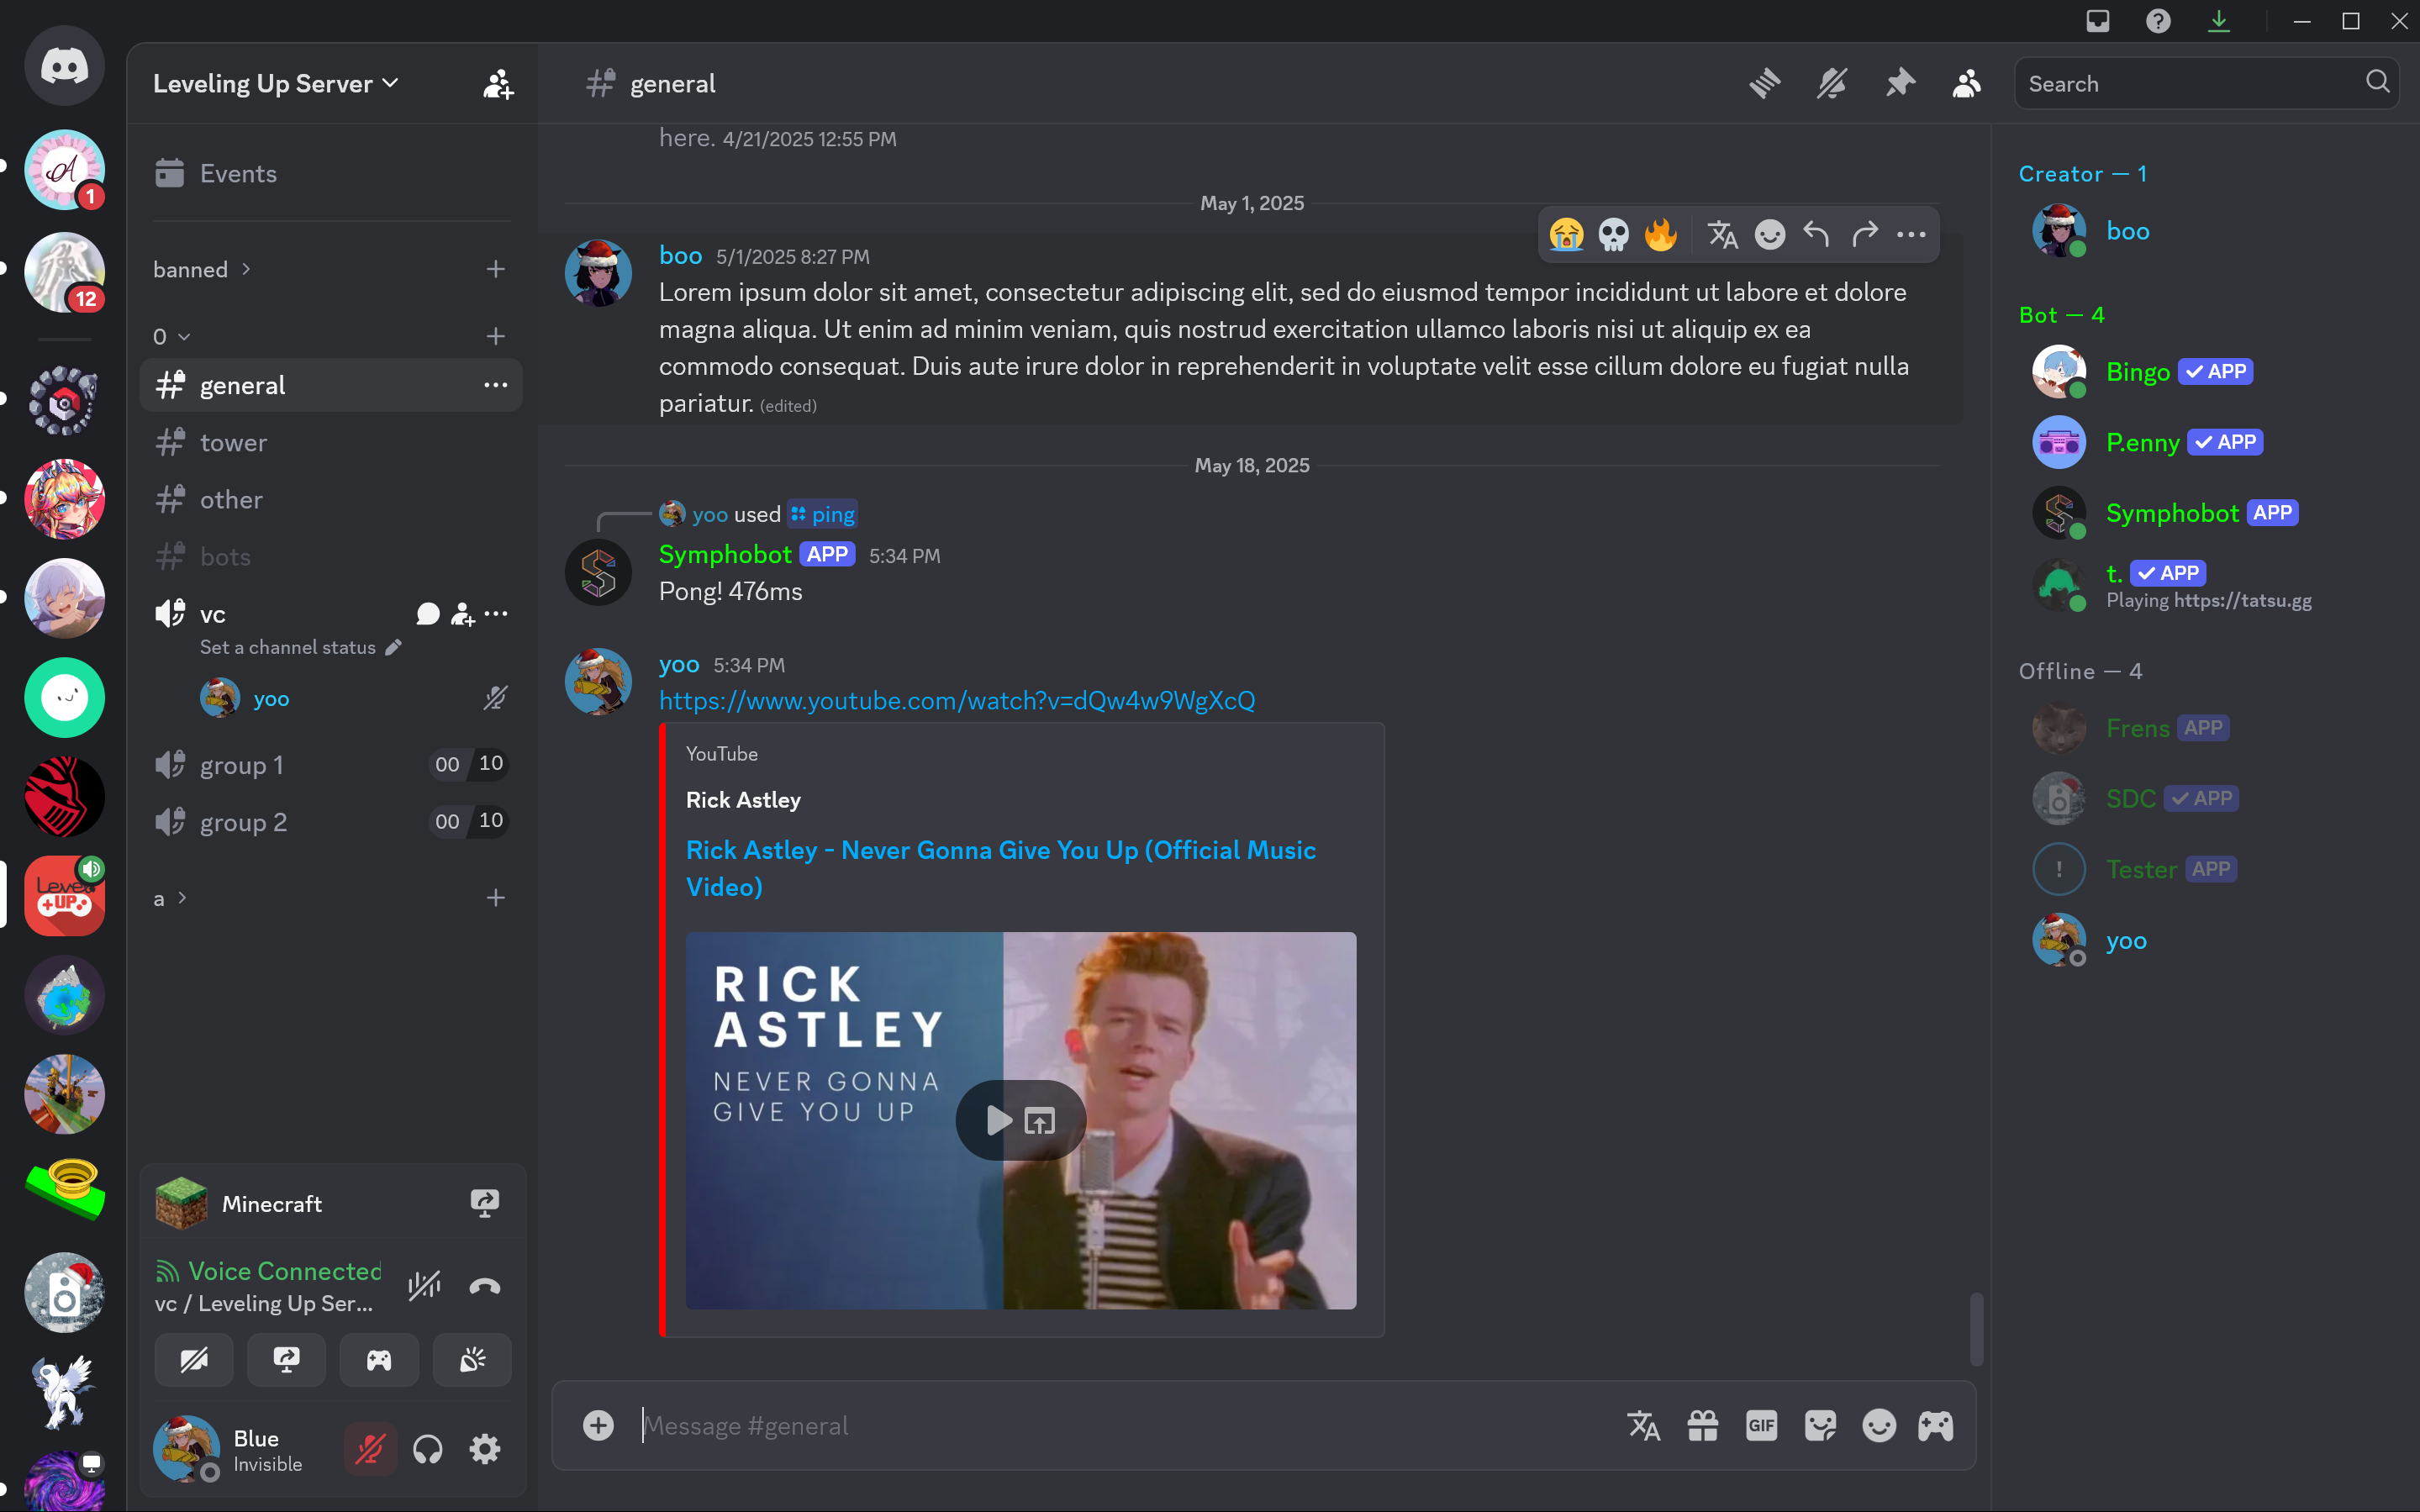 Leveling Up Server
general
Search
1
12
Events
banned
0
general
tower
other
bots
vc
Set a channel status
yoo
group 1
00 10
group 2
00 10
a
Level
+UP
Minecraft
Voice Connected
vc / Leveling Up Ser...
Blue
Invisible
here. 4/21/2025 12:55 PM
May 1, 2025
boo 5/1/2025 8:27 PM
Lorem ipsum dolor sit amet, consectetur adipiscing elit, sed do eiusmod tempor incididunt ut labore et dolore
magna aliqua. Ut enim ad minim veniam, quis nostrud exercitation ullamco laboris nisi ut aliquip ex ea
commodo consequat. Duis aute irure dolor in reprehenderit in voluptate velit esse cillum dolore eu fugiat nulla
pariatur. (edited)
May 18, 2025
yoo used ping
Symphobot APP 5:34 PM
Pong! 476ms
yoo 5:34 PM
https://www.youtube.com/watch?v=dQw4w9WgXcQ
YouTube
Rick Astley
Rick Astley - Never Gonna Give You Up (Official Music
Video)
RICK
ASTLEY
NEVER GONNA
GIVE YOU UP
Message #general
GIF
Creator — 1
boo
Bot — 4
Bingo APP
P.enny APP
Symphobot APP
t. APP
Playing https://tatsu.gg
Offline — 4
Frens APP
SDC APP
Tester APP
yoo